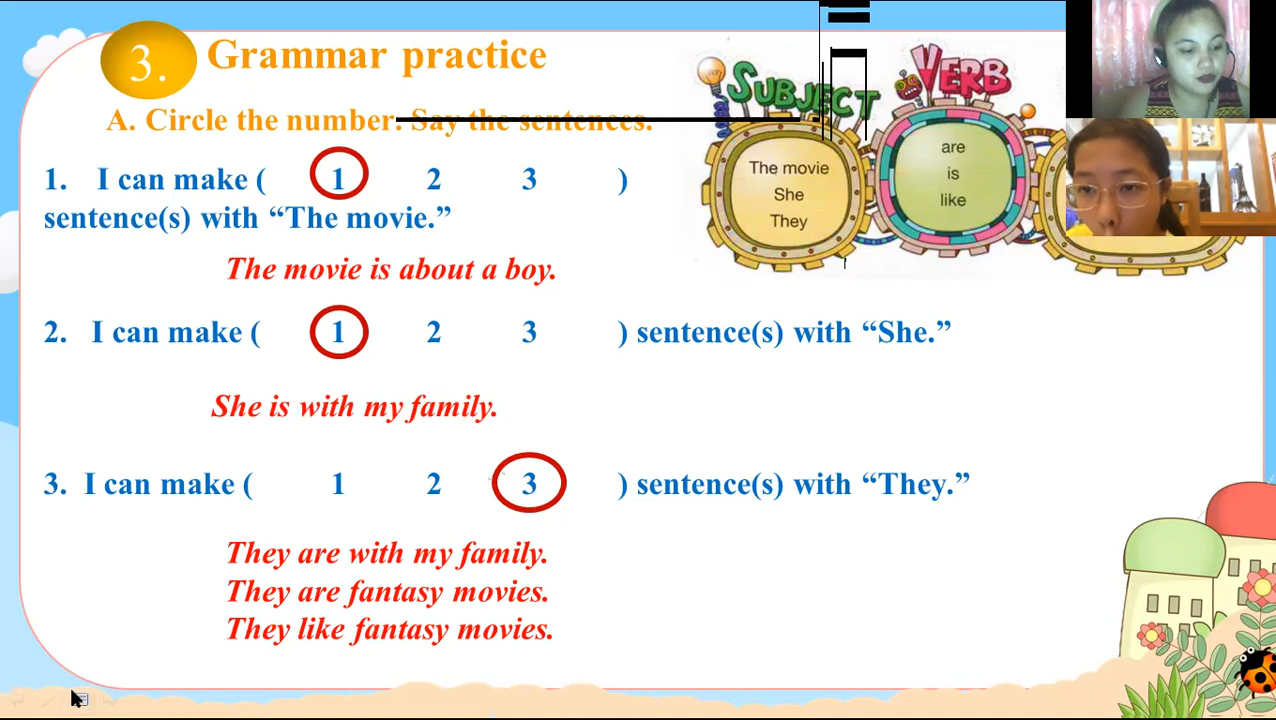 3. Grammar practice
A. Circle the number. Say the sentences.
SUBJECT
VERB
The movie
She
They
are
is
like
1. I can make ( 1 2 3 )
sentence(s) with “The movie.”
The movie is about a boy.
2. I can make ( 1 2 3 ) sentence(s) with “She.”
She is with my family.
3. I can make ( 1 2 3 ) sentence(s) with “They.”
They are with my family.
They are fantasy movies.
They like fantasy movies.